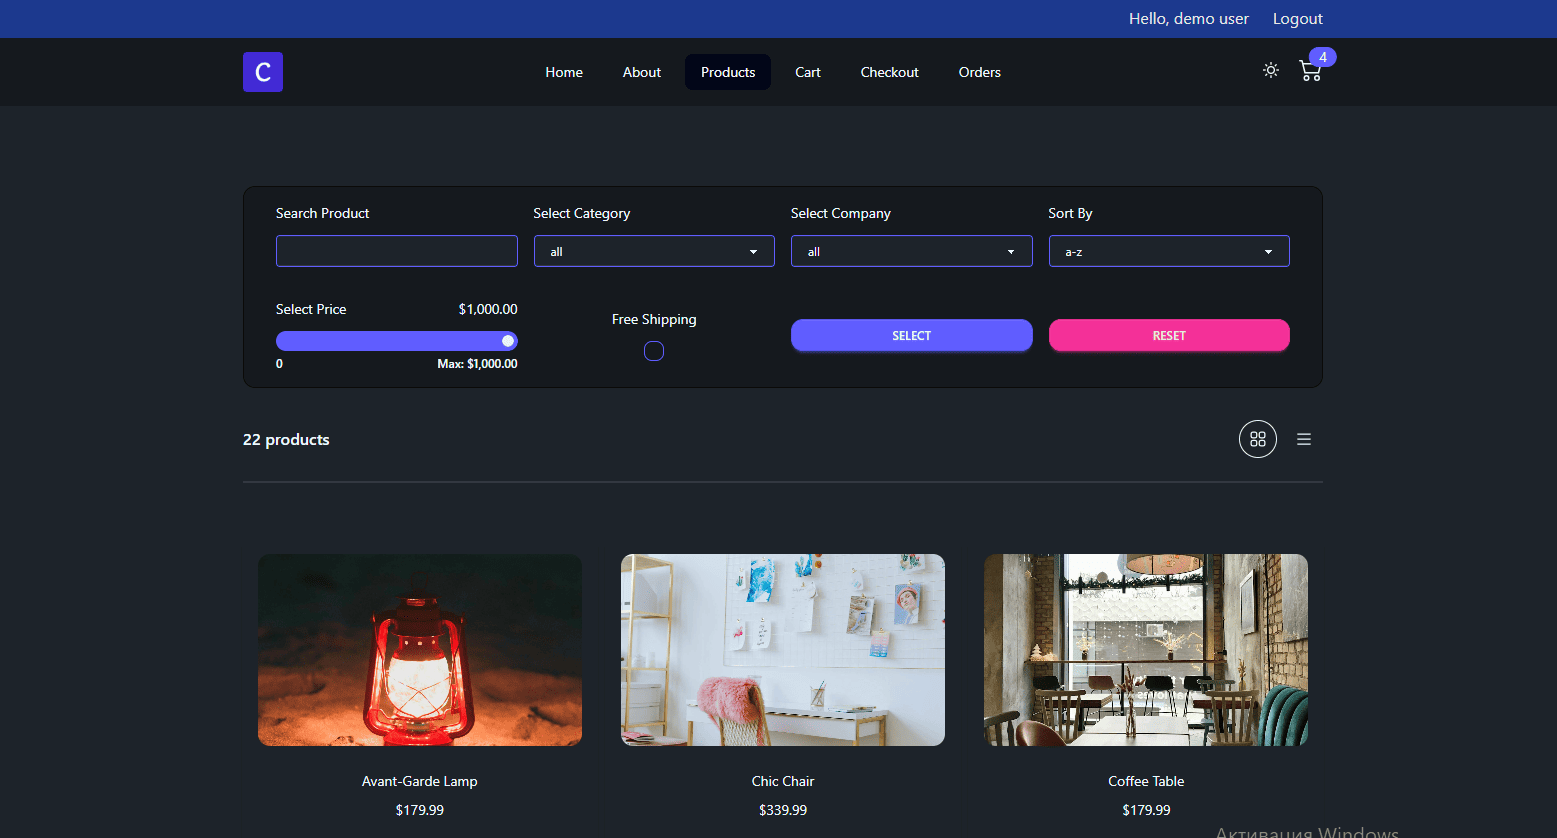 Hello, demo user Logout
C
Home About Products Cart Checkout Orders
4
Search Product Select Category Select Company Sort By
all all a-z
Select Price $1,000.00
Free Shipping
SELECT RESET
0 Max: $1,000.00
22 products
Avant-Garde Lamp Chic Chair Coffee Table
$179.99 $339.99 $179.99
Активация Windows